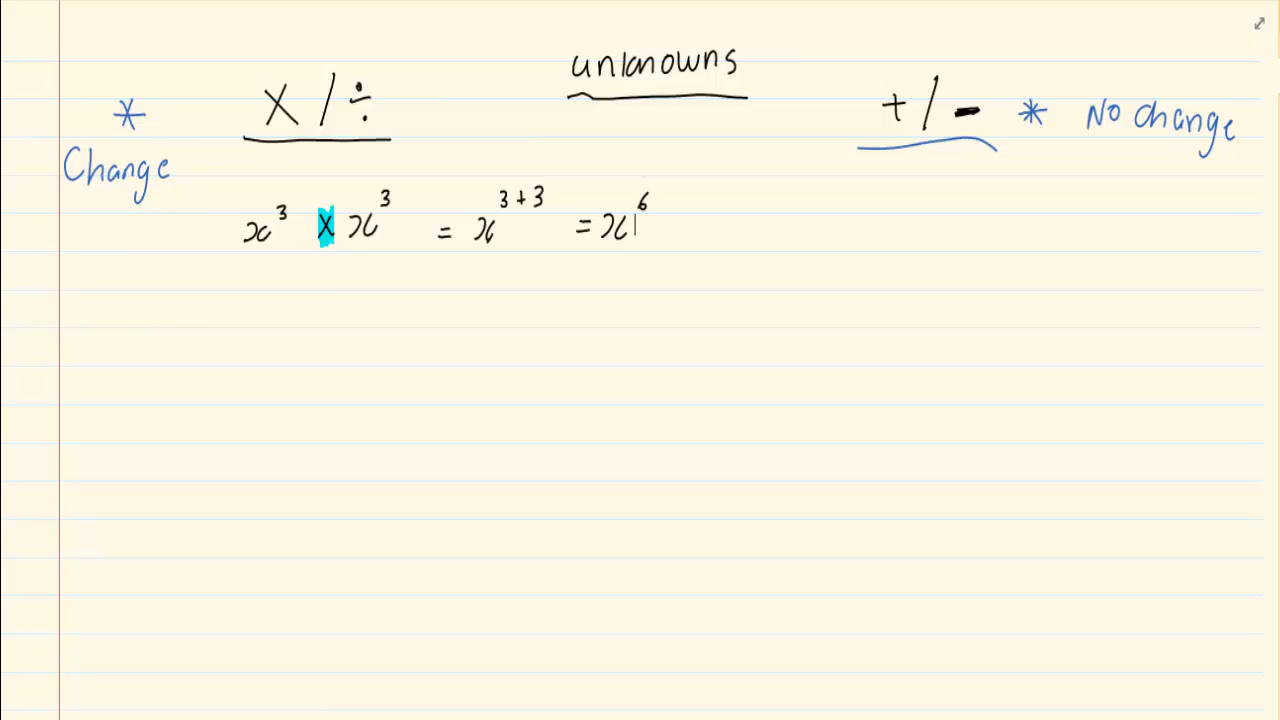 unknowns
X / ÷
+ / - * No change
*
Change
x³ X x³ = x³⁺³ = x⁶